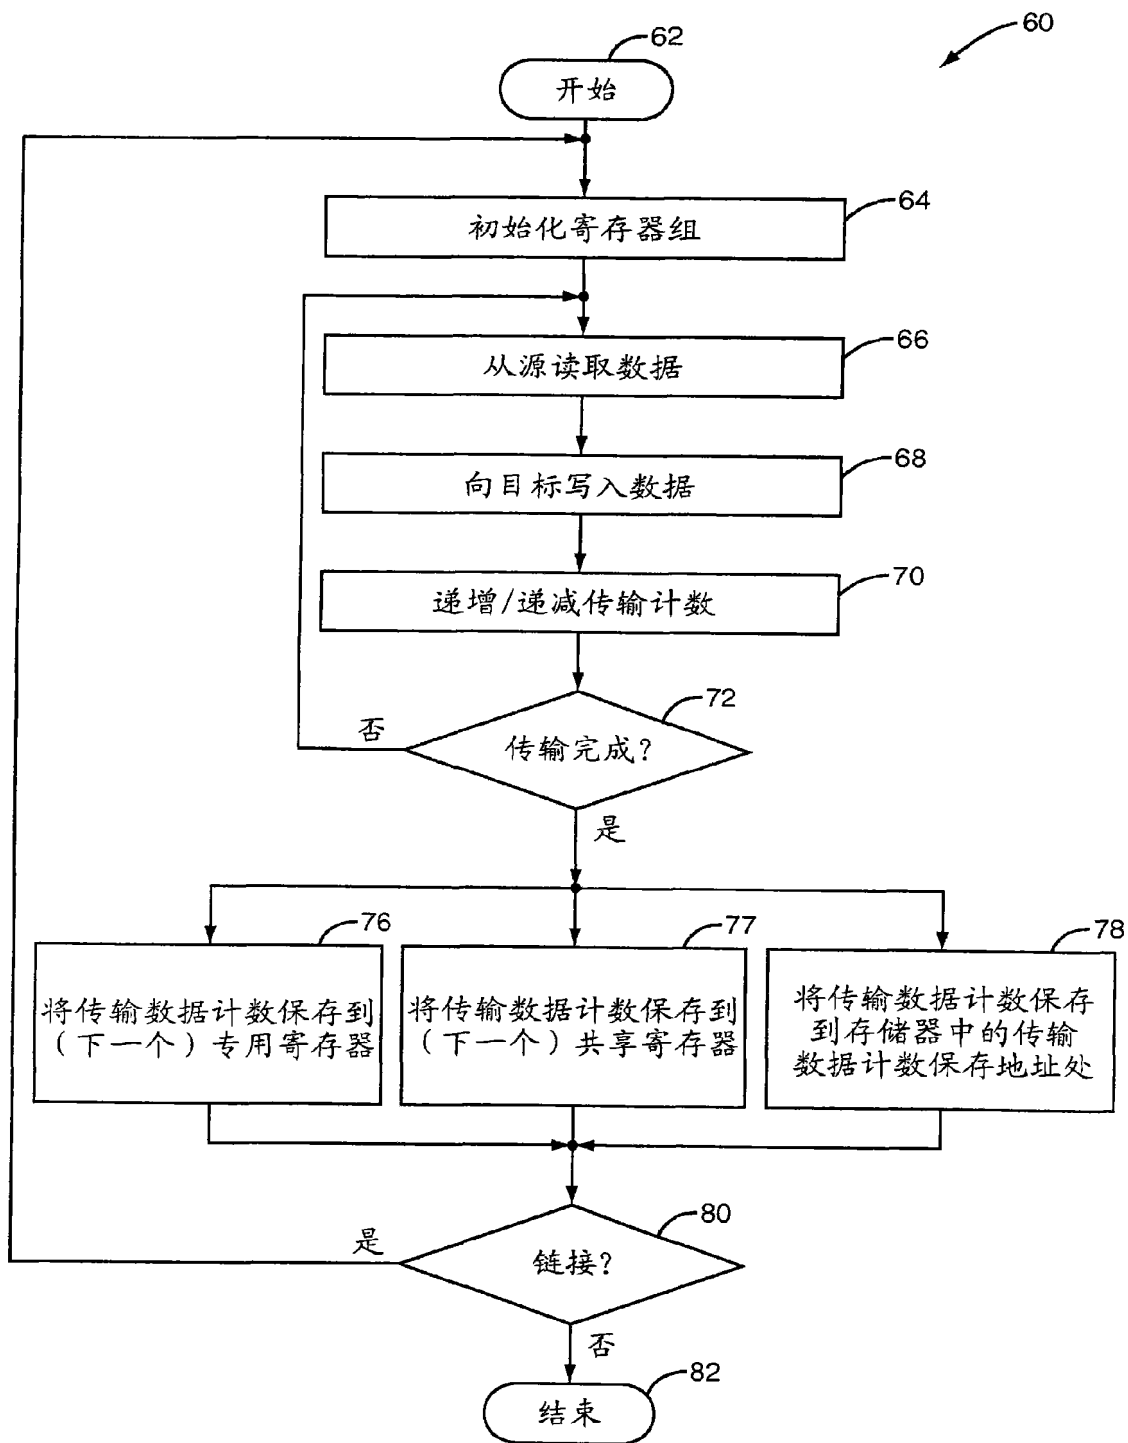 60
62
开始
64
初始化寄存器组
66
从源读取数据
68
向目标写入数据
70
递增/递减传输计数
72
否
传输完成?
是
76
将传输数据计数保存到
(下一个)专用寄存器
77
将传输数据计数保存到
(下一个)共享寄存器
78
将传输数据计数保存
到存储器中的传输
数据计数保存地址处
80
是
链接?
否
82
结束